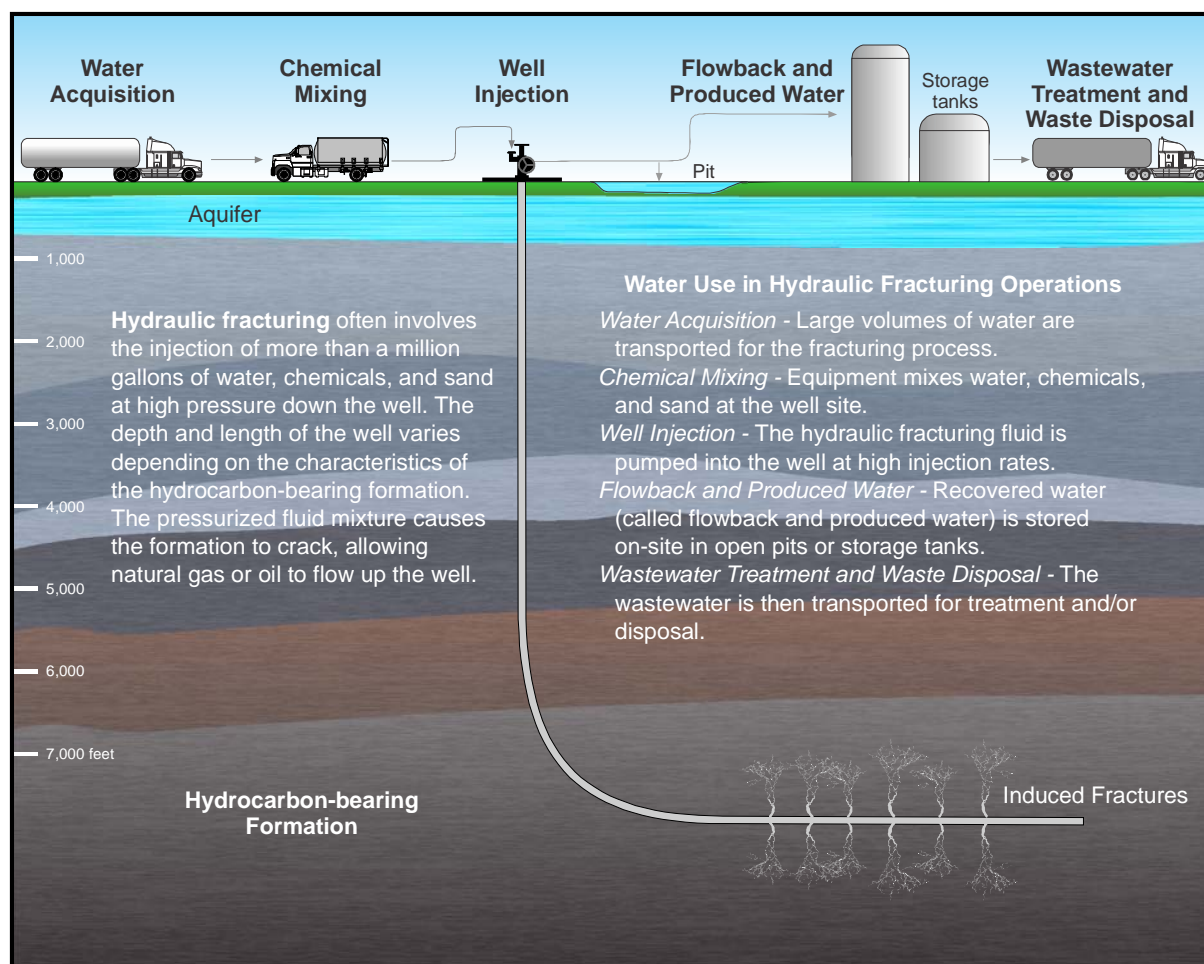 Water
Acquisition
Chemical
Mixing
Well
Injection
Flowback and
Produced Water
Storage
tanks
Wastewater
Treatment and
Waste Disposal
Pit
Aquifer
1,000
2,000
3,000
4,000
5,000
6,000
7,000 feet
Hydraulic fracturing often involves
the injection of more than a million
gallons of water, chemicals, and sand
at high pressure down the well. The
depth and length of the well varies
depending on the characteristics of
the hydrocarbon-bearing formation.
The pressurized fluid mixture causes
the formation to crack, allowing
natural gas or oil to flow up the well.
Water Use in Hydraulic Fracturing Operations
Water Acquisition - Large volumes of water are
transported for the fracturing process.
Chemical Mixing - Equipment mixes water, chemicals,
and sand at the well site.
Well Injection - The hydraulic fracturing fluid is
pumped into the well at high injection rates.
Flowback and Produced Water - Recovered water
(called flowback and produced water) is stored
on-site in open pits or storage tanks.
Wastewater Treatment and Waste Disposal - The
wastewater is then transported for treatment and/or
disposal.
Hydrocarbon-bearing
Formation
Induced Fractures